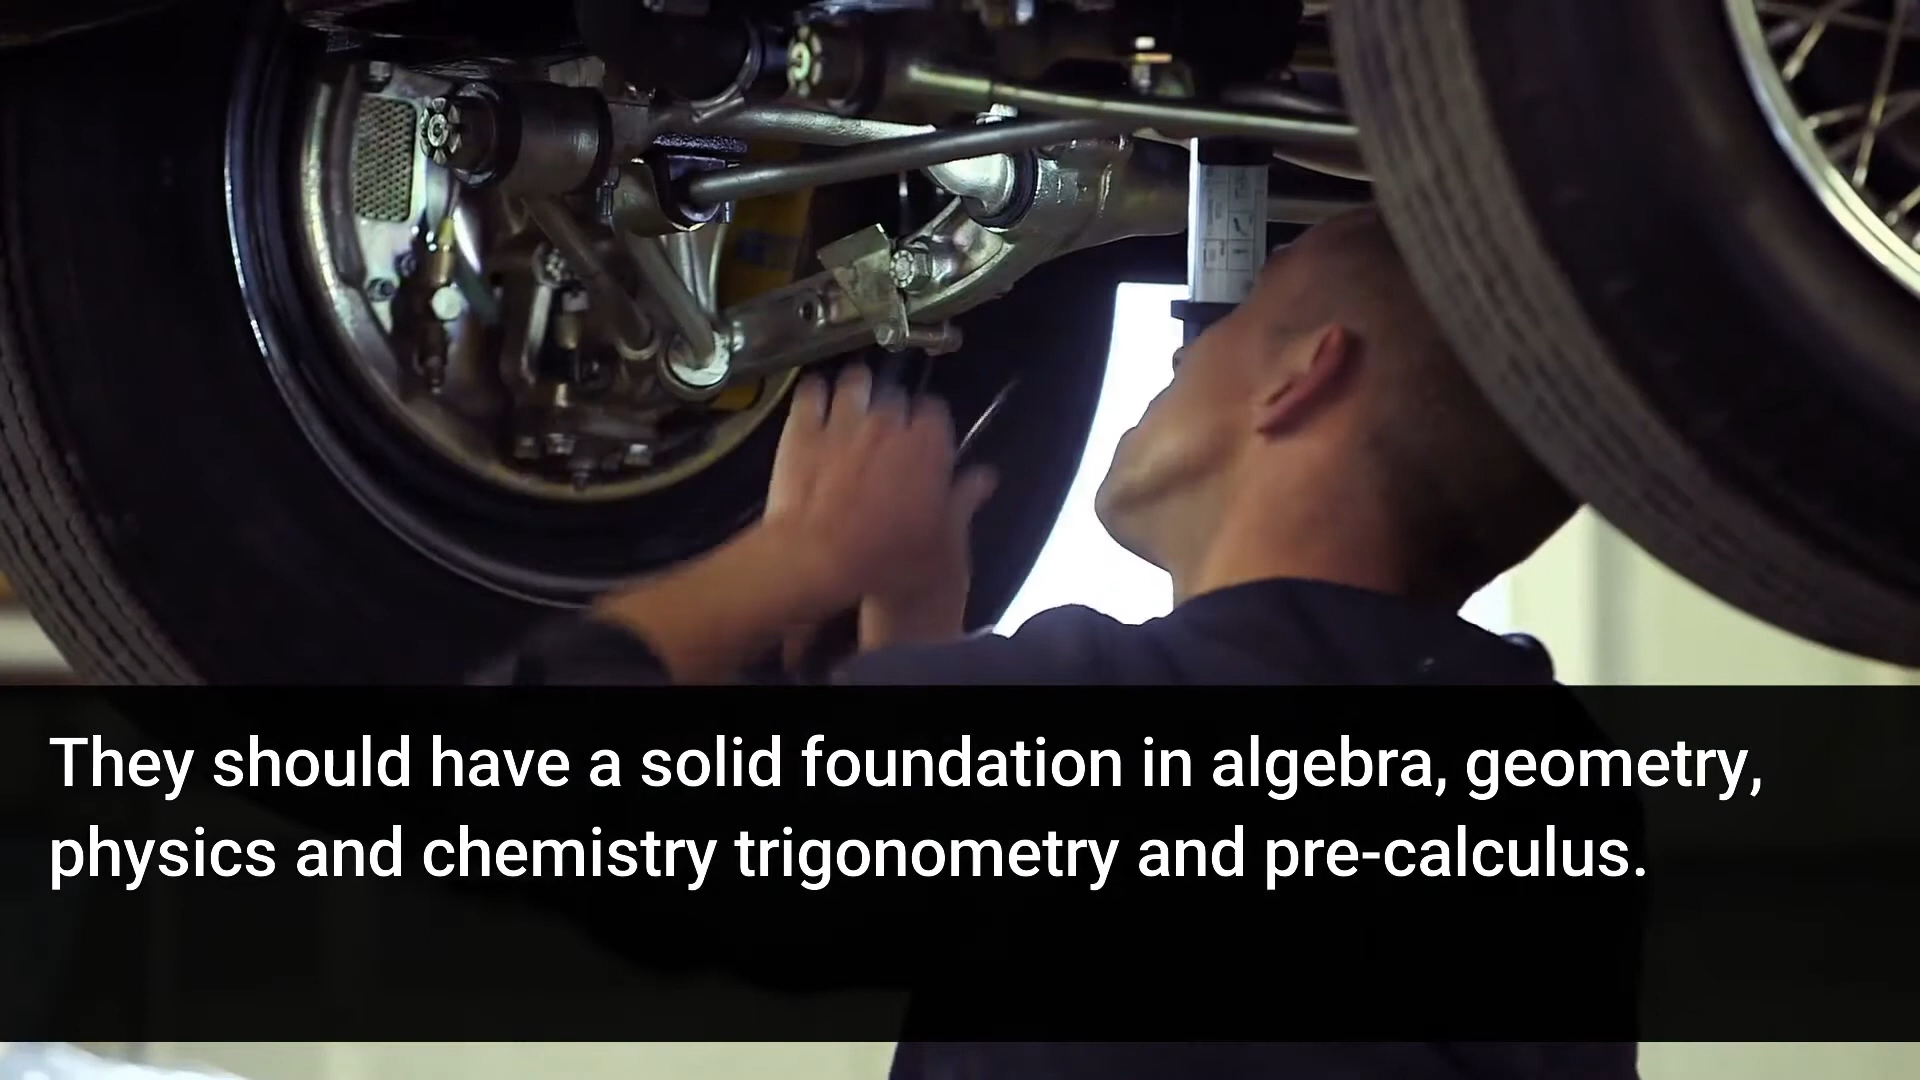 They should have a solid foundation in algebra, geometry,
physics and chemistry trigonometry and pre-calculus.